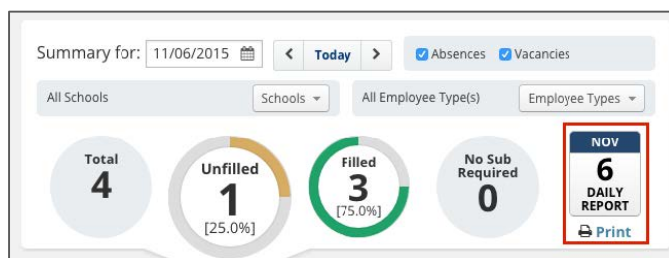 Summary for: 11/06/2015 Today Absences Vacancies
All Schools Schools All Employee Type(s) Employee Types
Total
4
Unfilled
1
[25.0%]
Filled
3
[75.0%]
No Sub
Required
0
NOV
6
DAILY
REPORT
Print